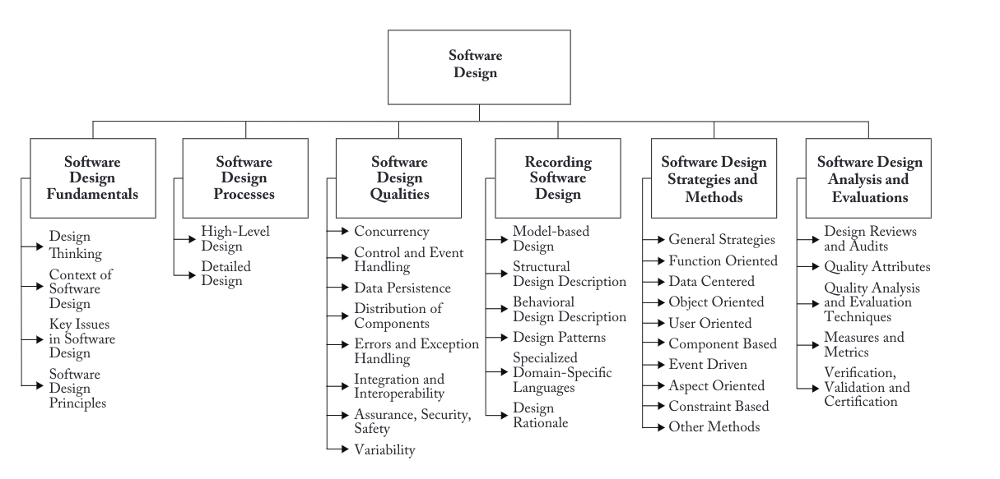 Software
Design
Software
Design
Fundamentals
Design
Thinking
Context of
Software
Design
Key Issues
in Software
Design
Software
Design
Principles
Software
Design
Processes
High-Level
Design
Detailed
Design
Software
Design
Qualities
Concurrency
Control and Event
Handling
Data Persistence
Distribution of
Components
Errors and Exception
Handling
Integration and
Interoperability
Assurance, Security,
Safety
Variability
Recording
Software
Design
Model-based
Design
Structural
Design Description
Behavioral
Design Description
Design Patterns
Specialized
Domain-Specific
Languages
Design
Rationale
Software Design
Strategies and
Methods
General Strategies
Function Oriented
Data Centered
Object Oriented
User Oriented
Component Based
Event Driven
Aspect Oriented
Constraint Based
Other Methods
Software Design
Analysis and
Evaluations
Design Reviews
and Audits
Quality Attributes
Quality Analysis
and Evaluation
Techniques
Measures and
Metrics
Verification,
Validation and
Certification